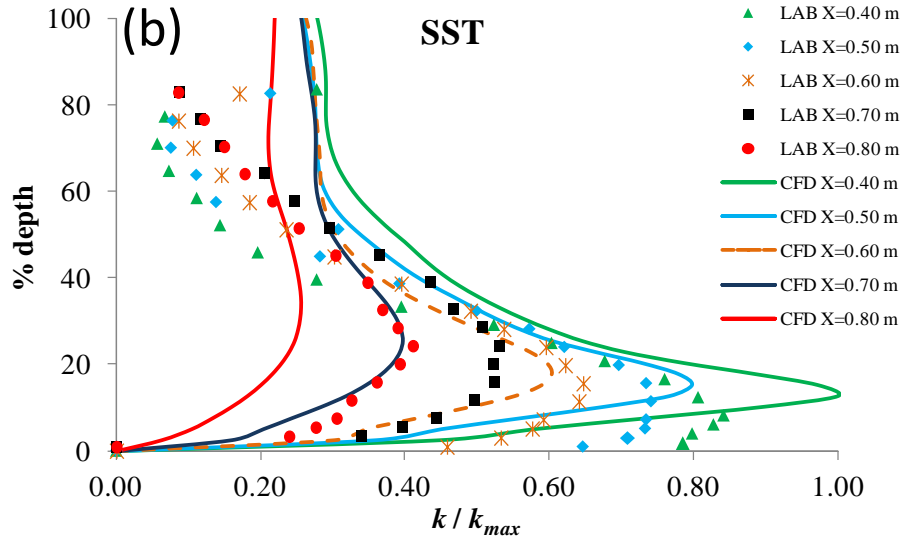 (b)
SST
LAB X=0.40 m
LAB X=0.50 m
LAB X=0.60 m
LAB X=0.70 m
LAB X=0.80 m
CFD X=0.40 m
CFD X=0.50 m
CFD X=0.60 m
CFD X=0.70 m
CFD X=0.80 m
% depth
100
80
60
40
20
0
0.00 0.20 0.40 0.60 0.80 1.00
k / kmax